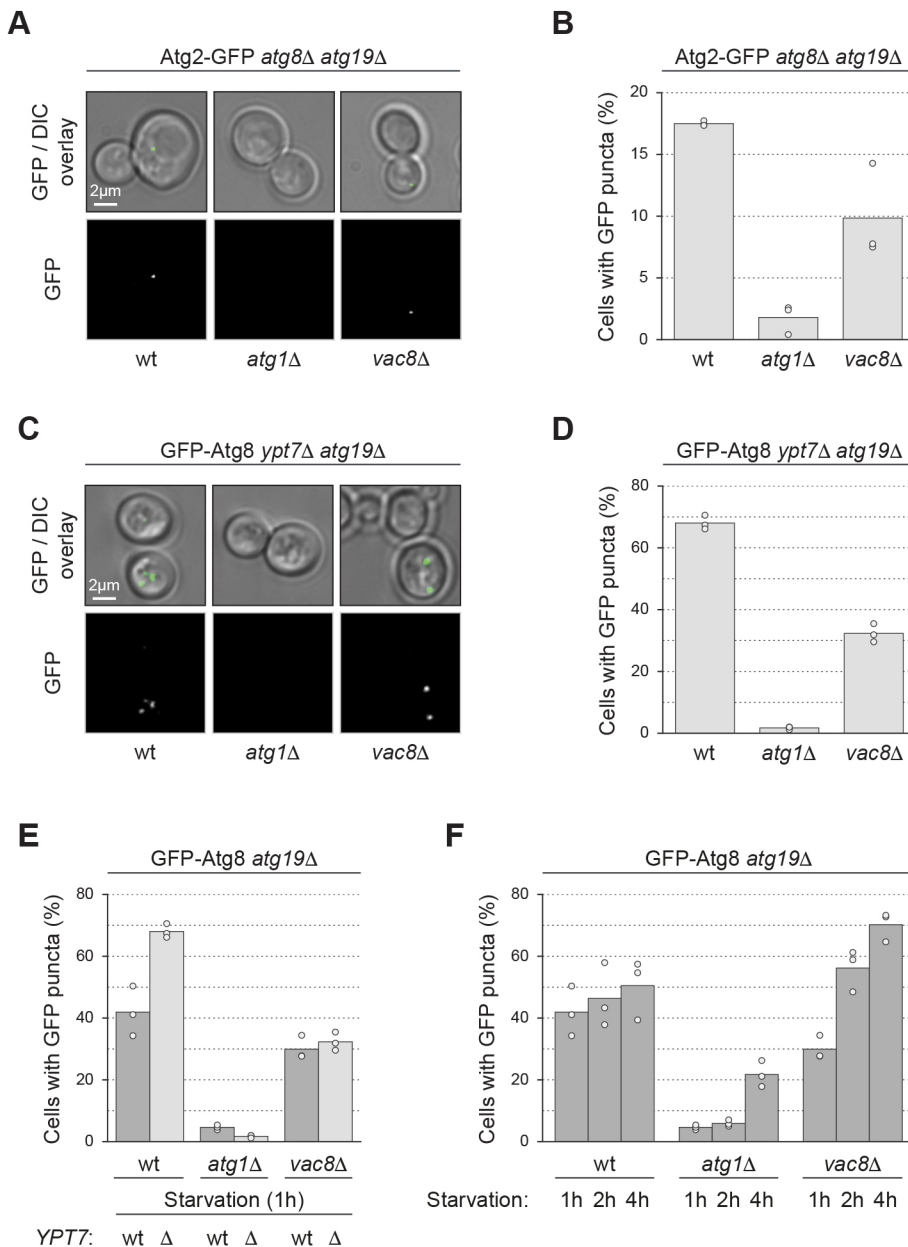 A
Atg2-GFP atg8Δ atg19Δ
GFP / DIC
overlay
2µm
GFP
wt atg1Δ vac8Δ
B
Atg2-GFP atg8Δ atg19Δ
Cells with GFP puncta (%)
20
15
10
5
0
wt atg1Δ vac8Δ
C
GFP-Atg8 ypt7Δ atg19Δ
GFP / DIC
overlay
2µm
GFP
wt atg1Δ vac8Δ
D
GFP-Atg8 ypt7Δ atg19Δ
Cells with GFP puncta (%)
80
60
40
20
0
wt atg1Δ vac8Δ
E
GFP-Atg8 atg19Δ
Cells with GFP puncta (%)
80
60
40
20
0
wt atg1Δ vac8Δ
Starvation (1h)
YPT7: wt Δ wt Δ wt Δ
F
GFP-Atg8 atg19Δ
Cells with GFP puncta (%)
80
60
40
20
0
wt atg1Δ vac8Δ
Starvation: 1h 2h 4h 1h 2h 4h 1h 2h 4h